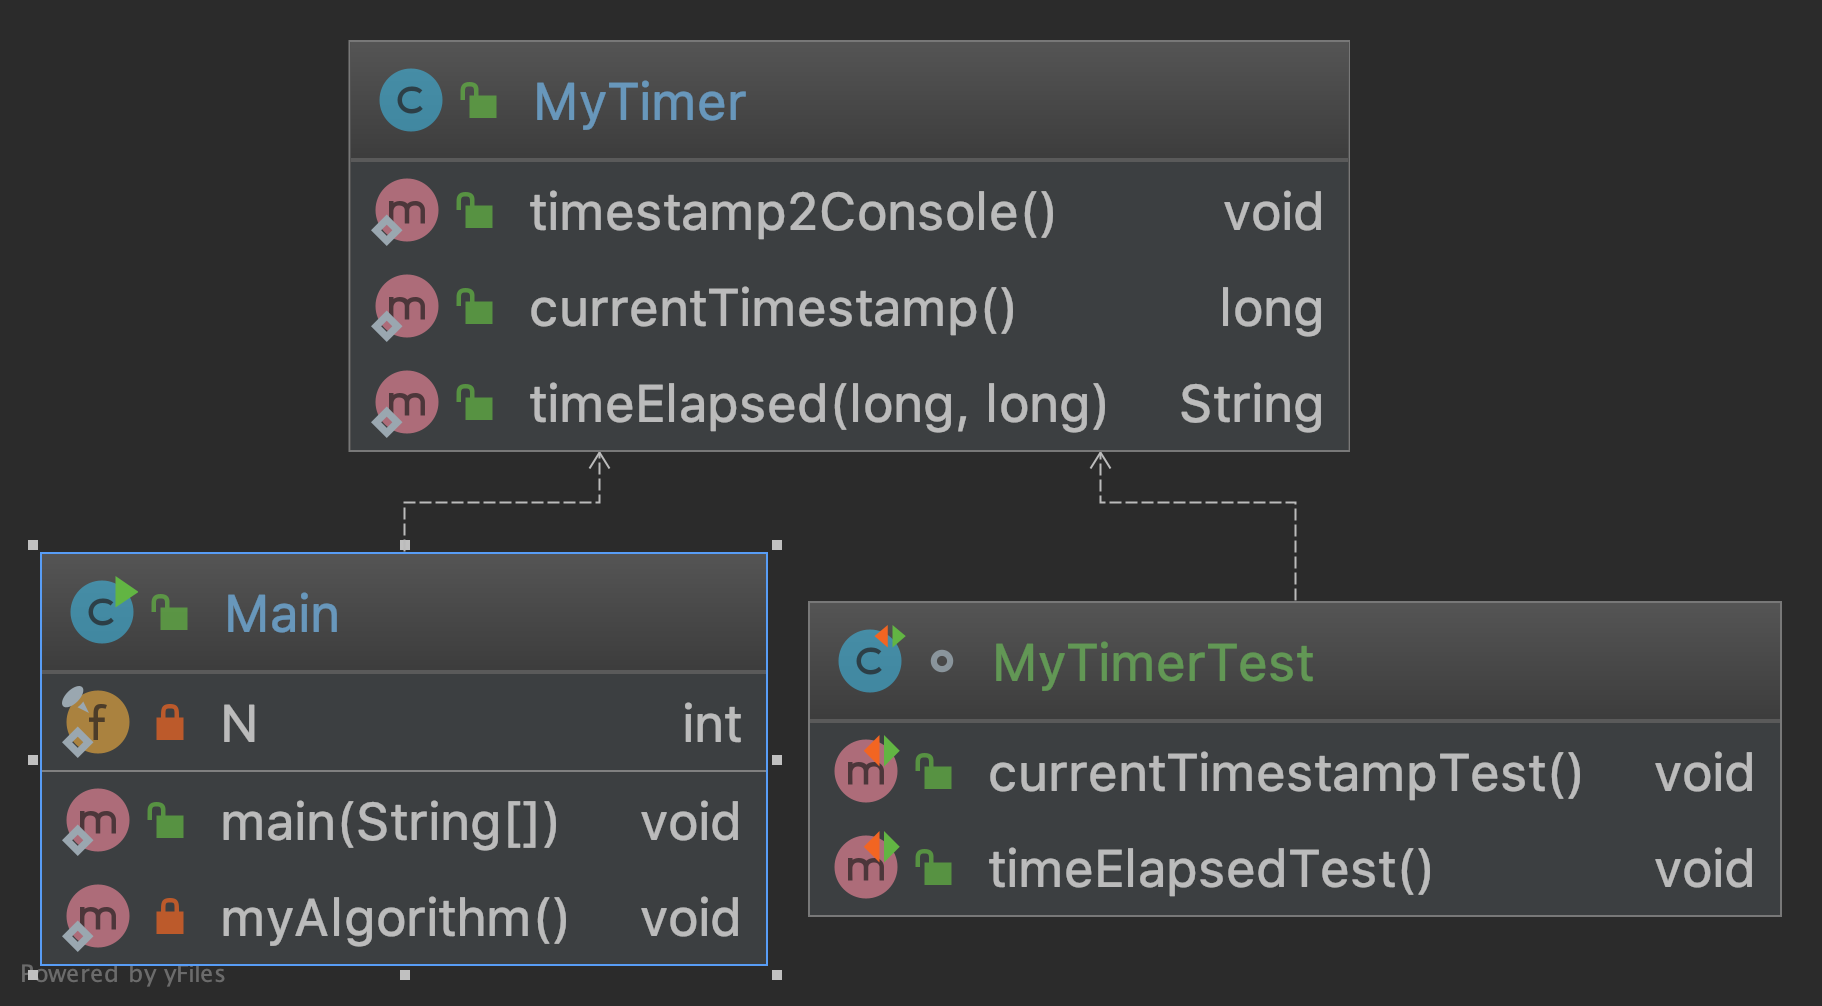 MyTimer
timestamp2Console() void
currentTimestamp() long
timeElapsed(long, long) String
Main
N int
main(String[]) void
myAlgorithm() void
MyTimerTest
currentTimestampTest() void
timeElapsedTest() void
Powered by yFiles